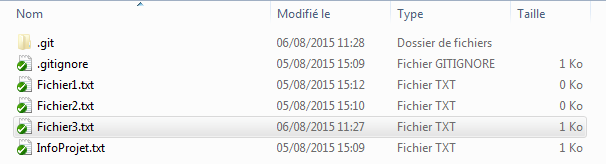 Nom Modifié le Type Taille
.git 06/08/2015 11:28 Dossier de fichiers
.gitignore 05/08/2015 15:09 Fichier GITIGNORE 1 Ko
Fichier1.txt 05/08/2015 15:12 Fichier TXT 0 Ko
Fichier2.txt 05/08/2015 15:10 Fichier TXT 0 Ko
Fichier3.txt 06/08/2015 11:27 Fichier TXT 1 Ko
InfoProjet.txt 05/08/2015 15:09 Fichier TXT 1 Ko